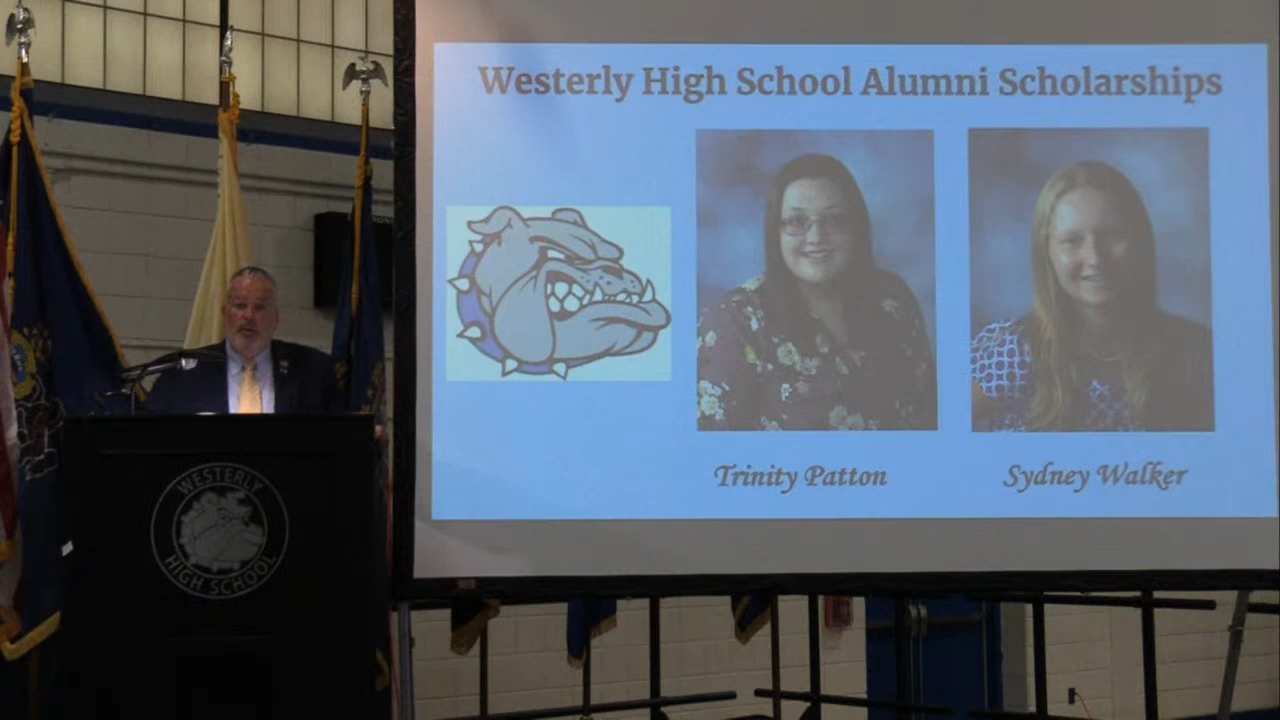 Westerly High School Alumni Scholarships
Trinity Patton
Sydney Walker
WESTERLY
HIGH SCHOOL